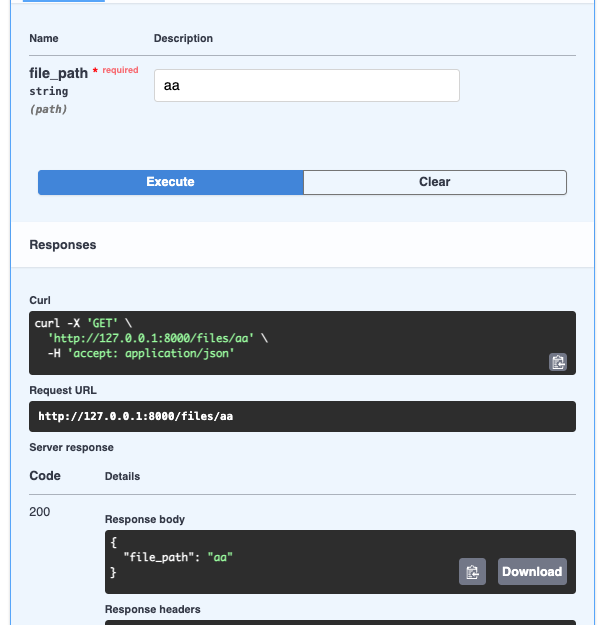 Name Description
file_path * required
string
(path)
aa
Execute Clear
Responses
Curl
curl -X 'GET' \
  'http://127.0.0.1:8000/files/aa' \
  -H 'accept: application/json'
Request URL
http://127.0.0.1:8000/files/aa
Server response
Code Details
200
Response body
{
  "file_path": "aa"
}
Download
Response headers